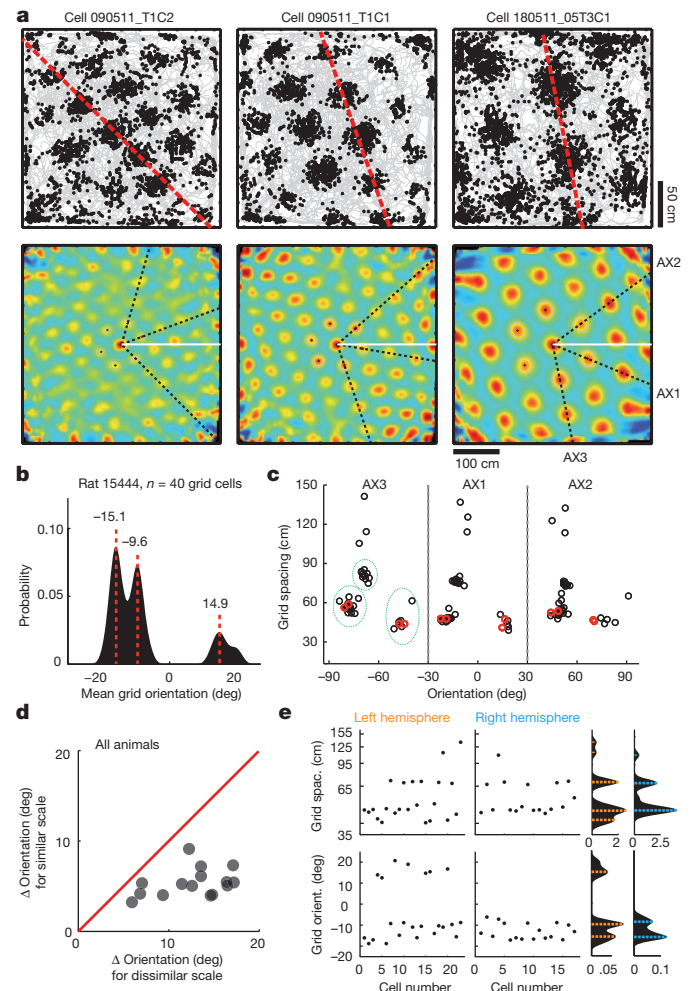 a
Cell 090511_T1C2 Cell 090511_T1C1 Cell 180511_05T3C1
50 cm
AX2
AX1
AX3
100 cm
b
Rat 15444, n = 40 grid cells
0.10
0.05
0
Probability
−15.1
−9.6
14.9
−20 0 20
Mean grid orientation (deg)
c
AX3 AX1 AX2
150
120
90
60
30
Grid spacing (cm)
−90 −60 −30 0 30 60 90
Orientation (deg)
d
All animals
20
10
0
Δ Orientation (deg)
for similar scale
0 10 20
Δ Orientation (deg)
for dissimilar scale
e
Left hemisphere Right hemisphere
155
125
95
65
35
Grid spac. (cm)
0 2 0 2.5
20
10
0
−10
−20
Grid orient. (deg)
0 5 10 15 20 0 5 10 15 0 .05 0 0.1
Cell number Cell number